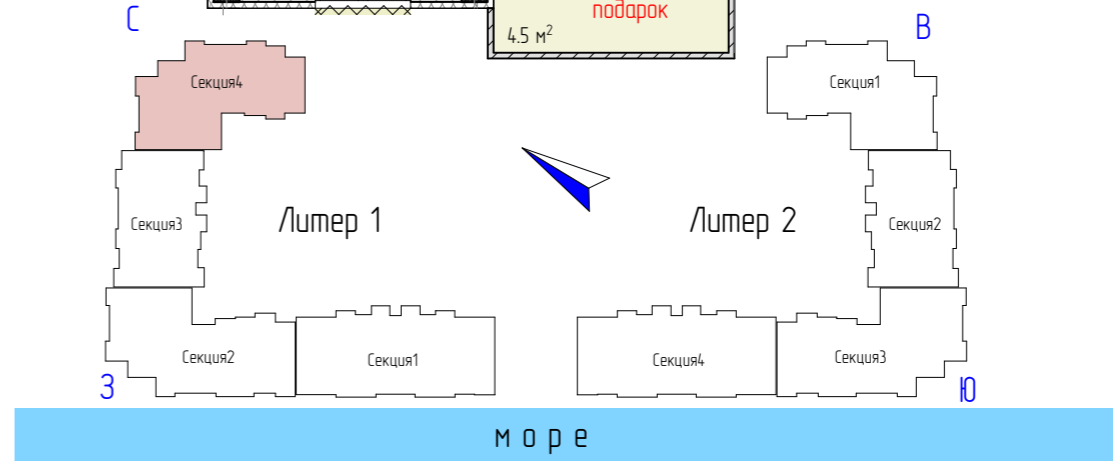 подарок
4.5 м²
С
В
Секция4
Секция1
Секция3
Литер 1
Литер 2
Секция2
Секция2
Секция1
Секция4
Секция3
З
Ю
море